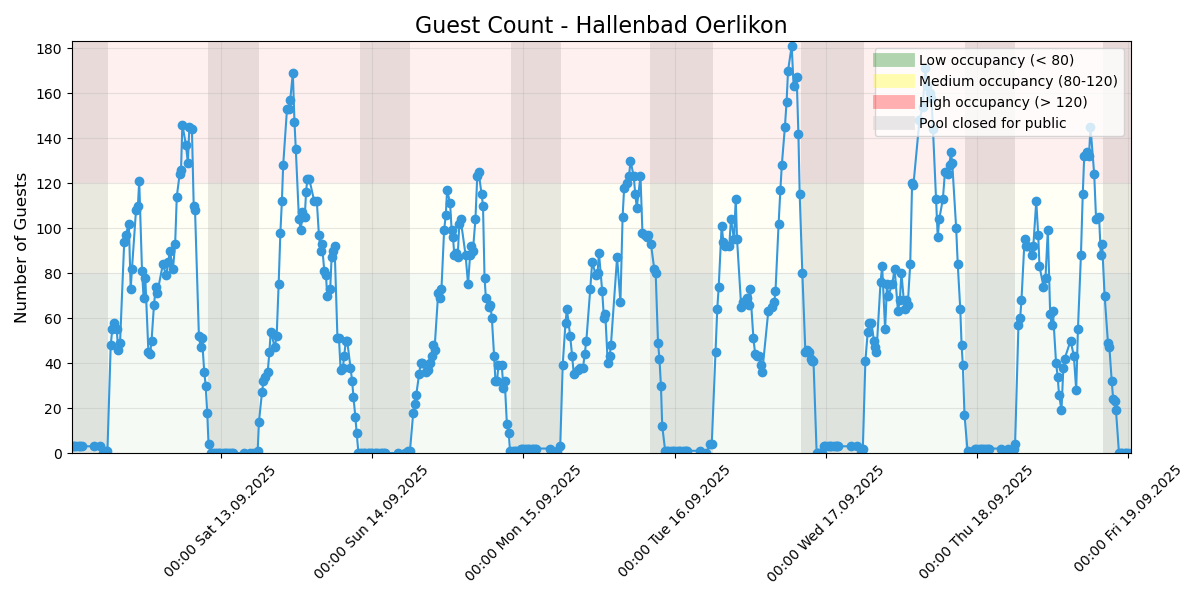 Guest Count - Hallenbad Oerlikon
Number of Guests
180
160
140
120
100
80
60
40
20
0
Low occupancy (< 80)
Medium occupancy (80-120)
High occupancy (> 120)
Pool closed for public
00:00 Sat 13.09.2025
00:00 Sun 14.09.2025
00:00 Mon 15.09.2025
00:00 Tue 16.09.2025
00:00 Wed 17.09.2025
00:00 Thu 18.09.2025
00:00 Fri 19.09.2025